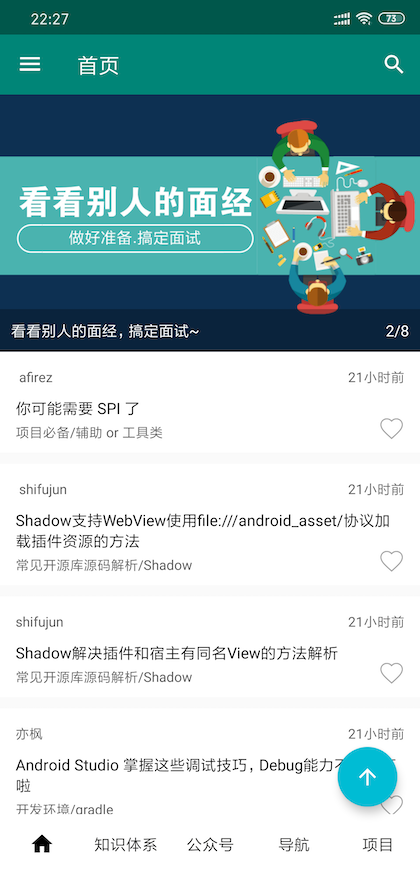 22:27
73
首页
看看别人的面经
做好准备.搞定面试
看看别人的面经，搞定面试~
2/8
afirez
21小时前
你可能需要 SPI 了
项目必备/辅助 or 工具类
shifujun
21小时前
Shadow支持WebView使用file:///android_asset/协议加
载插件资源的方法
常见开源库源码解析/Shadow
shifujun
21小时前
Shadow解决插件和宿主有同名View的方法解析
常见开源库源码解析/Shadow
亦枫
21小时前
Android Studio 掌握这些调试技巧，Debug能力不
啦
开发环境/gradle
知识体系
公众号
导航
项目